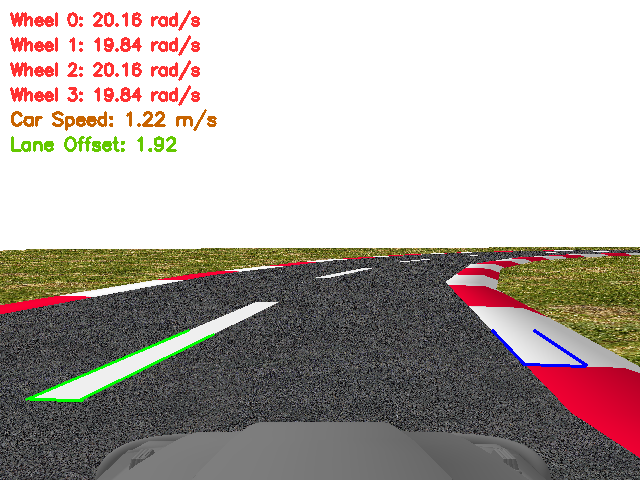 Wheel 0: 20.16 rad/s
Wheel 1: 19.84 rad/s
Wheel 2: 20.16 rad/s
Wheel 3: 19.84 rad/s
Car Speed: 1.22 m/s
Lane Offset: 1.92